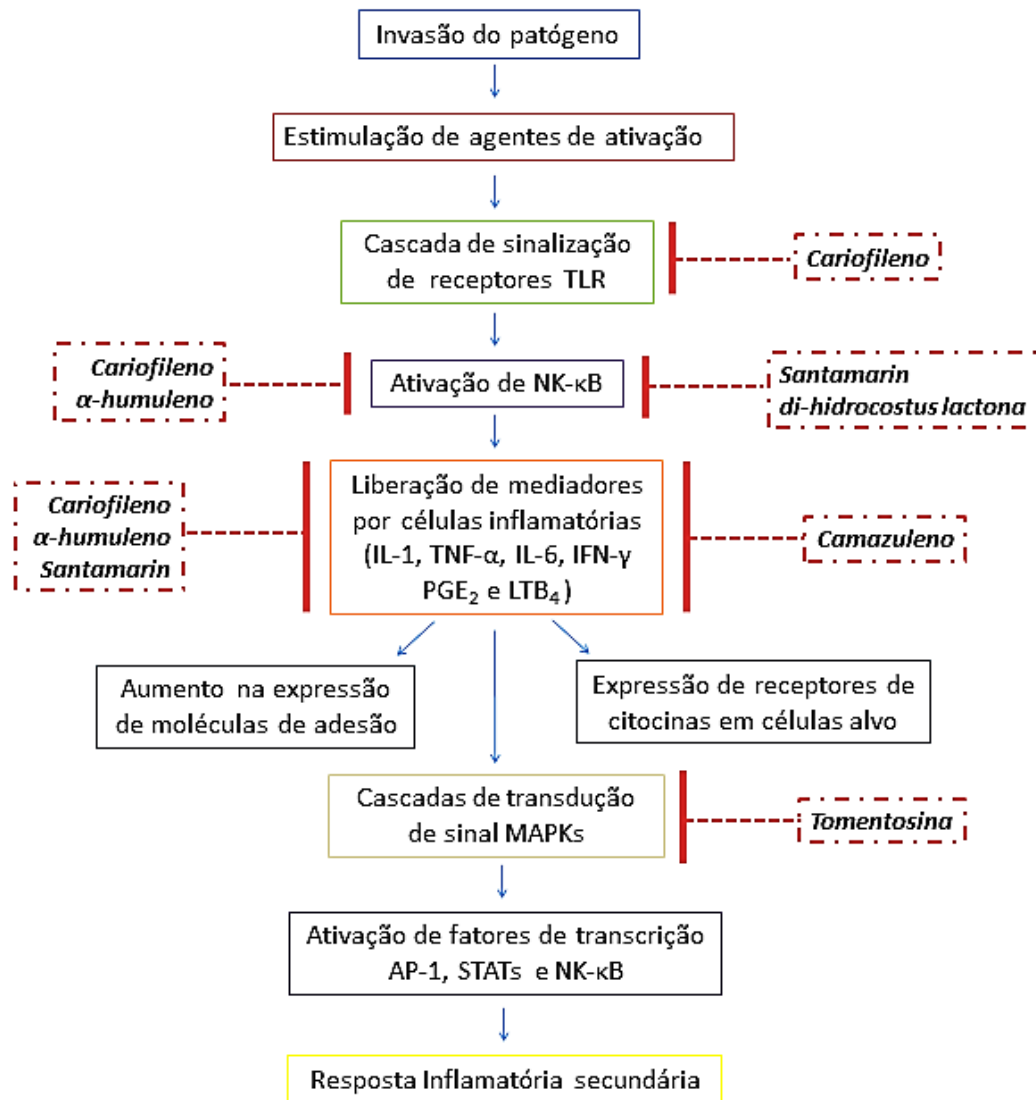 Invasão do patógeno
Estimulação de agentes de ativação
Cascada de sinalização
de receptores TLR
Cariofileno
Cariofileno
α-humuleno
Ativação de NK-κB
Santamarin
di-hidrocostus lactona
Cariofileno
α-humuleno
Santamarin
Liberação de mediadores
por células inflamatórias
(IL-1, TNF-α, IL-6, IFN-γ
PGE₂ e LTB₄)
Camazuleno
Aumento na expressão
de moléculas de adesão
Expressão de receptores de
citocinas em células alvo
Cascadas de transdução
de sinal MAPKs
Tomentosina
Ativação de fatores de transcrição
AP-1, STATs e NK-κB
Resposta Inflamatória secundária